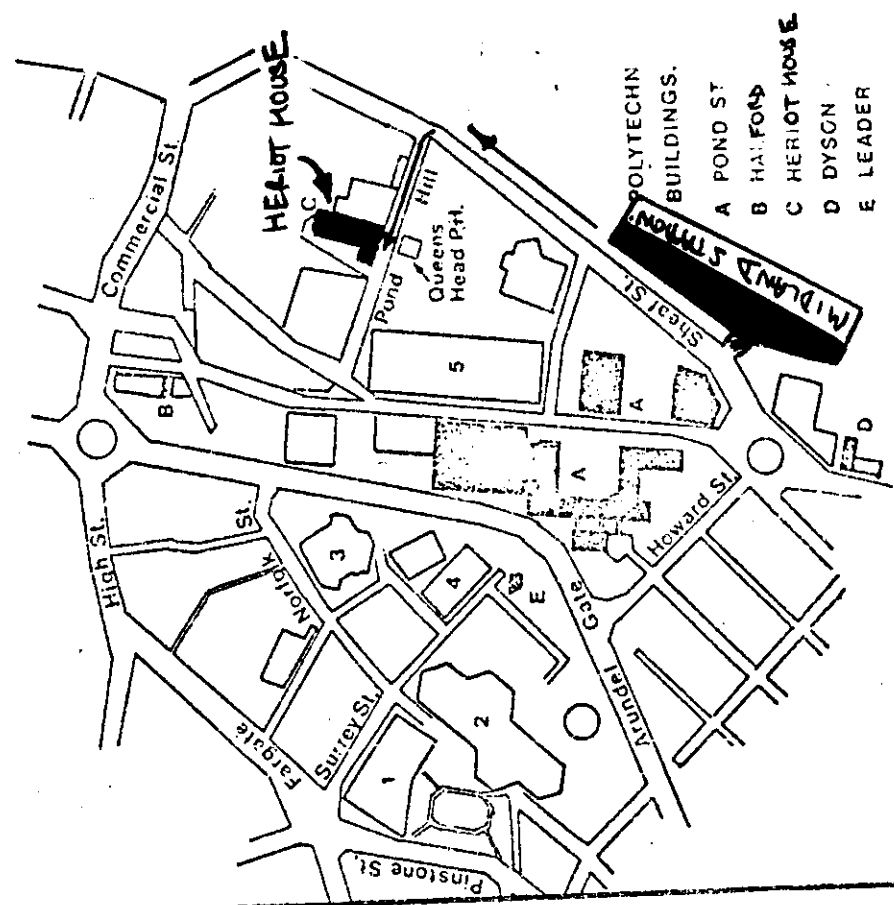 HERIOT HOUSE
Commercial St.
C
Hill
Pond
Queens
Head P.H.
Sheaf St.
MIDLAND STATION.
POLYTECHN
BUILDINGS.
A POND ST
B HALFORD
C HERIOT HOUSE
D DYSON
E LEADER
B
5
A
A
D
High St.
Norfolk St.
3
4
E
Howard St.
Fargate
Surrey St.
2
1
Arundel Gate
Pinstone St.